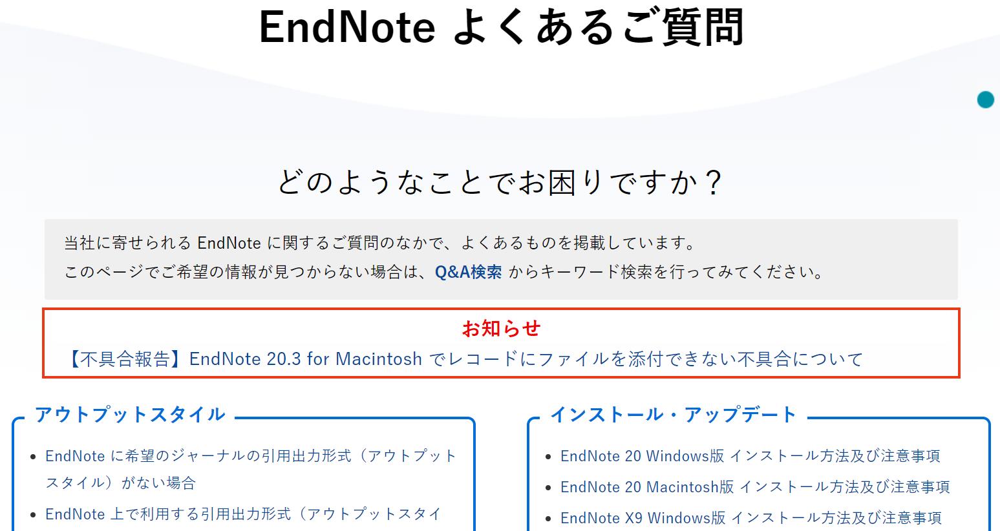 EndNote よくあるご質問
どのようなことでお困りですか？
当社に寄せられる EndNote に関するご質問のなかで、よくあるものを掲載しています。
このページでご希望の情報が見つからない場合は、Q&A検索 からキーワード検索を行ってみてください。
お知らせ
【不具合報告】EndNote 20.3 for Macintosh でレコードにファイルを添付できない不具合について
アウトプットスタイル
EndNote に希望のジャーナルの引用出力形式（アウトプット
スタイル）がない場合
EndNote 上で利用する引用出力形式（アウトプットスタイ
インストール・アップデート
EndNote 20 Windows版 インストール方法及び注意事項
EndNote 20 Macintosh版 インストール方法及び注意事項
EndNote X9 Windows版 インストール方法及び注意事項